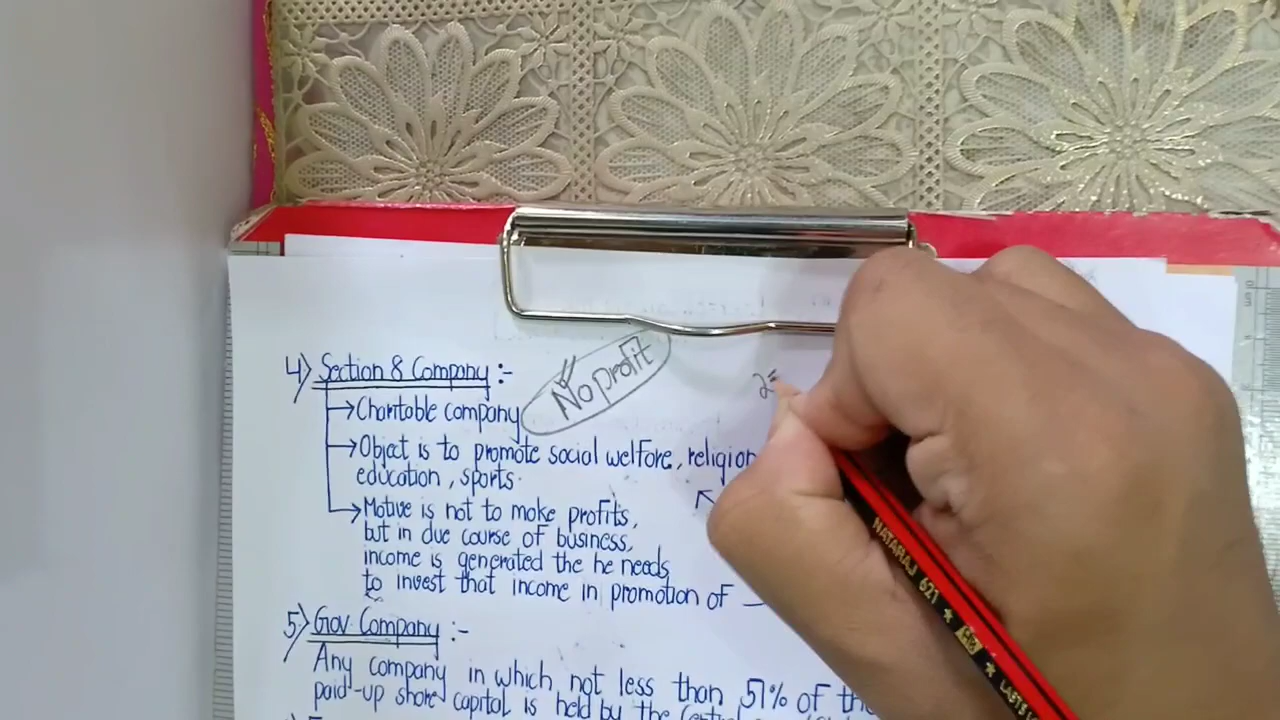 4) Section 8 Company :-
No profit
→ Charitable company
→ Object is to promote social welfare, religion
education, sports.
→ Motive is not to make profits,
but in due course of business,
income is generated the he needs
to invest that income in promotion of
5) Gov. Company :-
Any company in which not less than 51% of the
paid-up share capital is held by the
NATARAJ 621 ★ HB ★